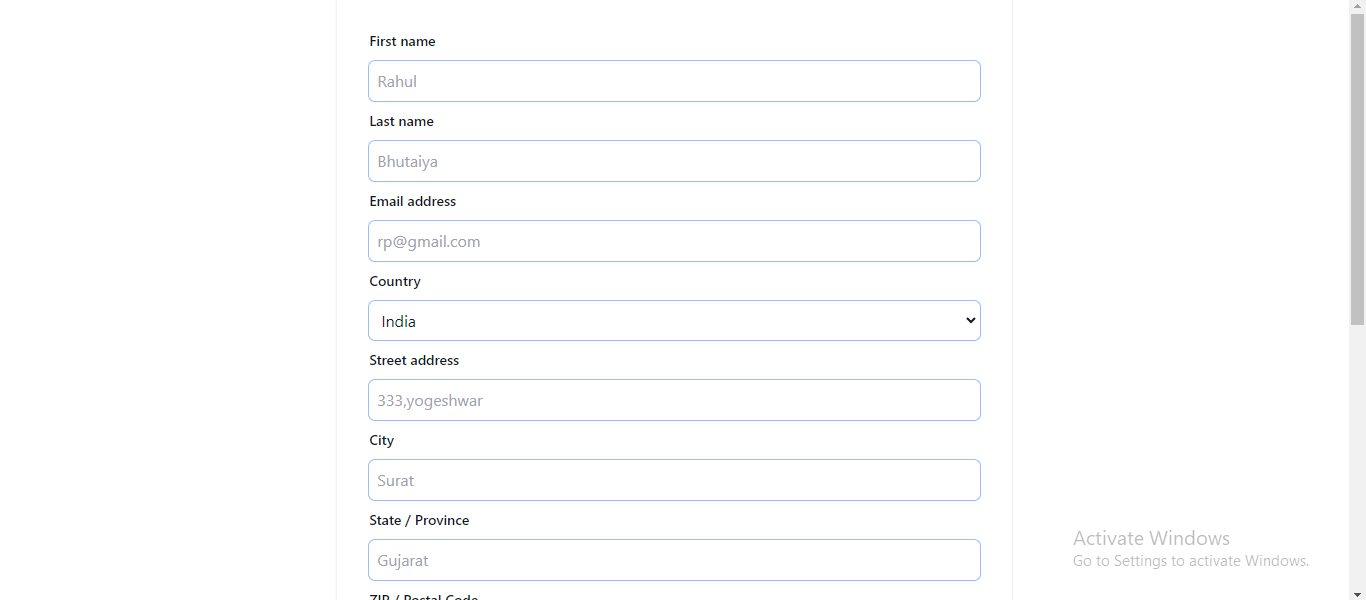 First name
Rahul
Last name
Bhutaiya
Email address
rp@gmail.com
Country
India
Street address
333,yogeshwar
City
Surat
State / Province
Gujarat
ZIP / Postal Code
Activate Windows
Go to Settings to activate Windows.